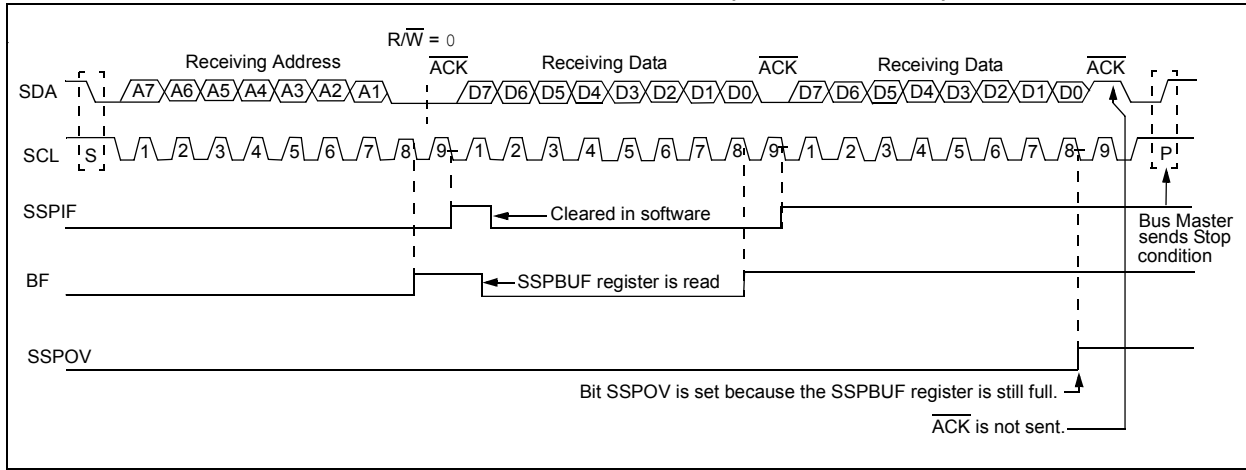 R/W = 0
Receiving Address ACK Receiving Data ACK Receiving Data ACK
SDA A7 A6 A5 A4 A3 A2 A1 D7 D6 D5 D4 D3 D2 D1 D0 D7 D6 D5 D4 D3 D2 D1 D0
SCL S 1 2 3 4 5 6 7 8 9 1 2 3 4 5 6 7 8 9 1 2 3 4 5 6 7 8 9 P
SSPIF
Cleared in software
Bus Master
sends Stop
condition
BF
SSPBUF register is read
SSPOV
Bit SSPOV is set because the SSPBUF register is still full.
ACK is not sent.